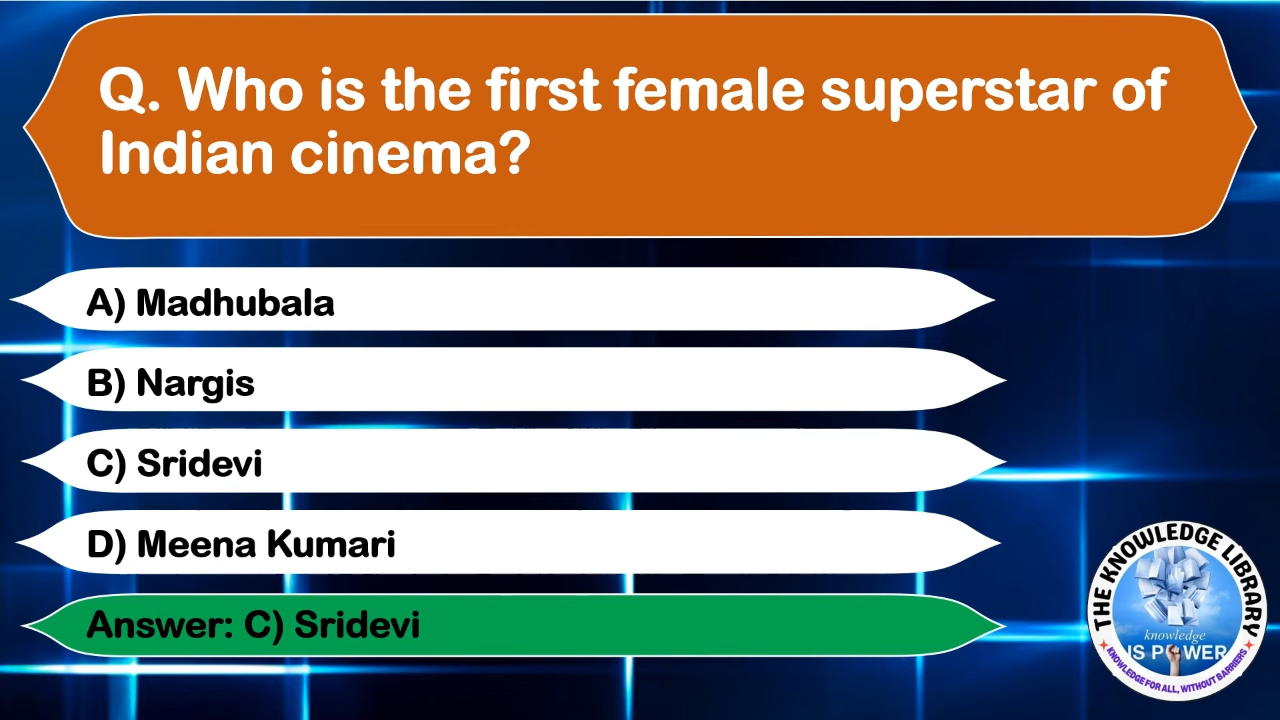 Q. Who is the first female superstar of
Indian cinema?
A) Madhubala
B) Nargis
C) Sridevi
D) Meena Kumari
Answer: C) Sridevi
THE KNOWLEDGE LIBRARY
knowledge
IS POWER
KNOWLEDGE FOR ALL, WITHOUT BARRIERS